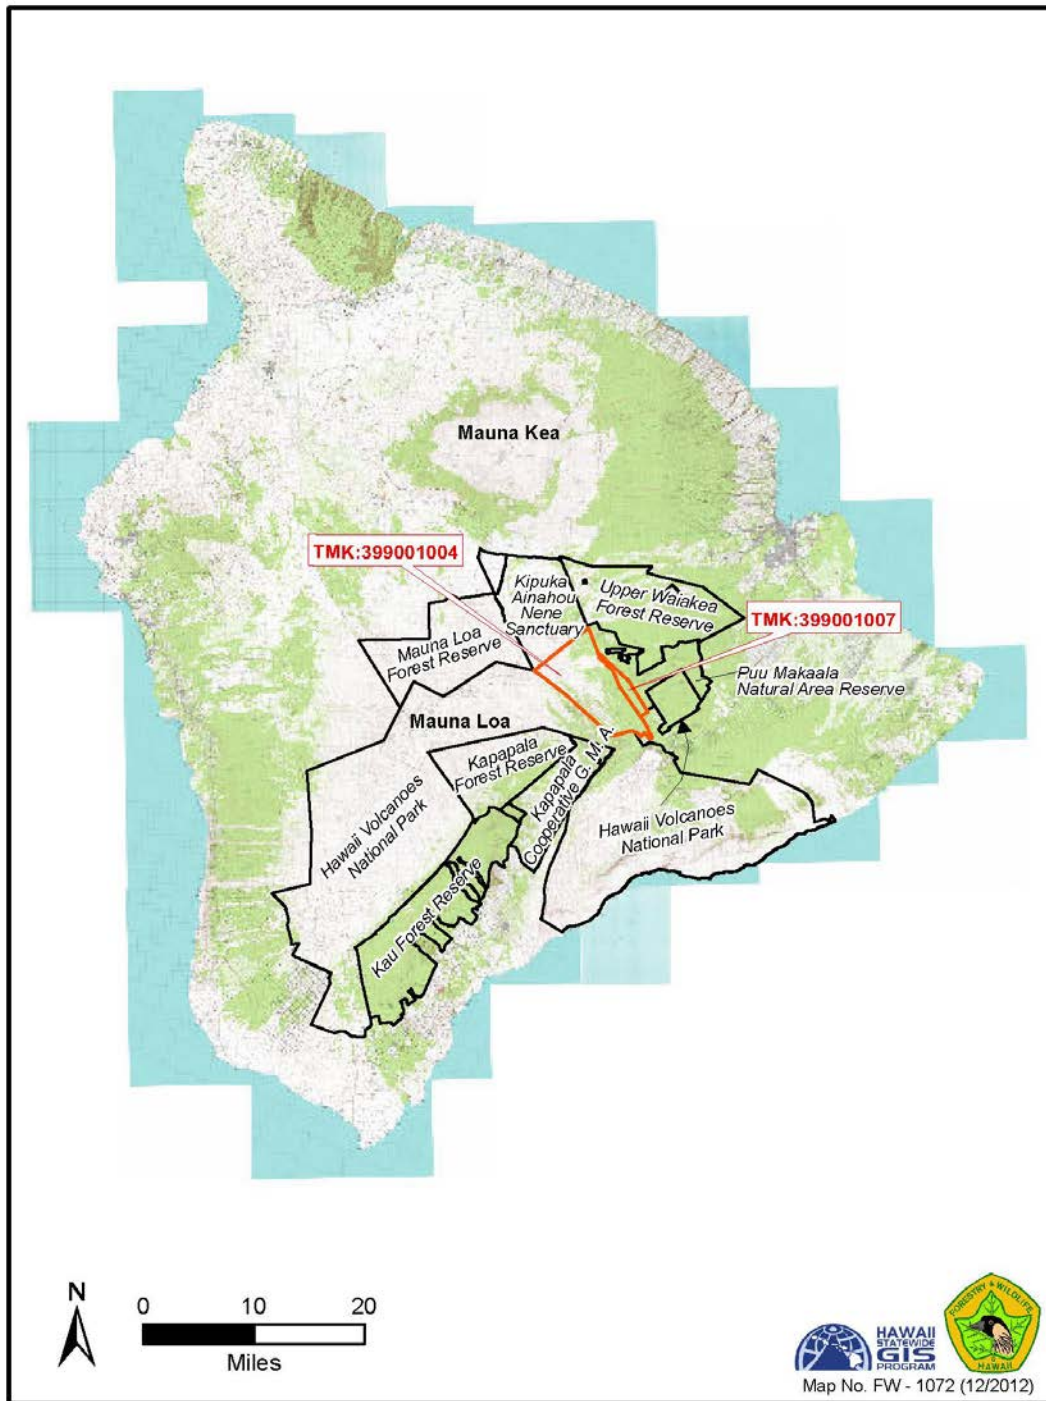 Mauna Kea
TMK:399001004
Kipuka
Ainahou
Nene
Sanctuary
Upper Waiakea
Forest Reserve
TMK:399001007
Mauna Loa
Forest Reserve
Puu Makaala
Natural Area Reserve
Mauna Loa
Kapapala
Forest Reserve
Kapapala
Cooperative G. M. A.
Hawaii Volcanoes
National Park
Hawaii Volcanoes
National Park
Kau Forest Reserve
N
0 10 20
Miles
HAWAII
STATEWIDE
GIS
PROGRAM
FORESTRY & WILDLIFE
HAWAII
Map No. FW - 1072 (12/2012)